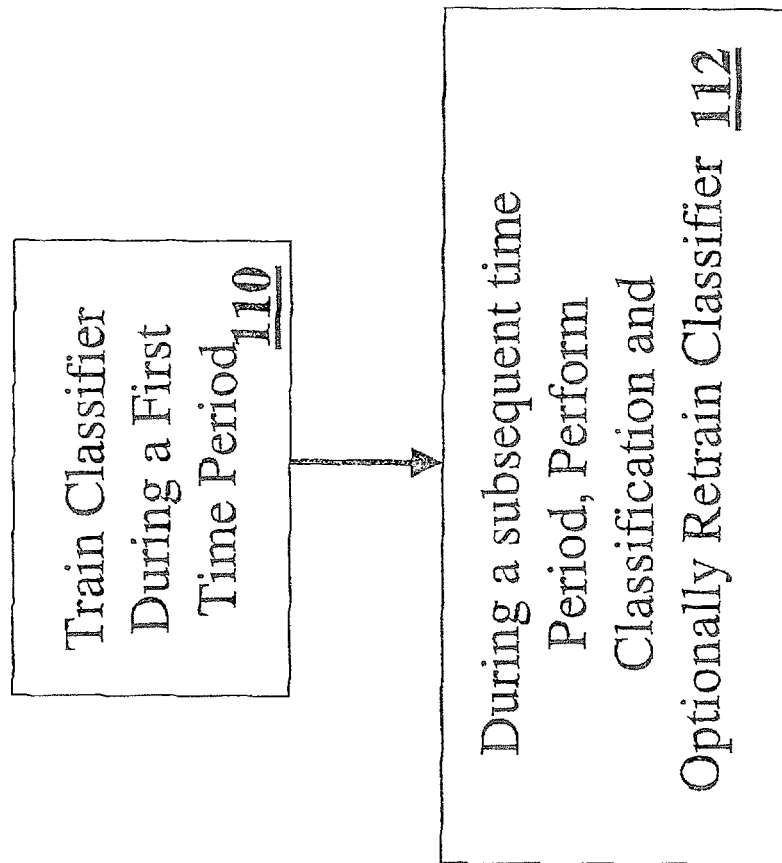 Train Classifier
During a First
Time Period 110
During a subsequent time
Period, Perform
Classification and
Optionally Retrain Classifier 112